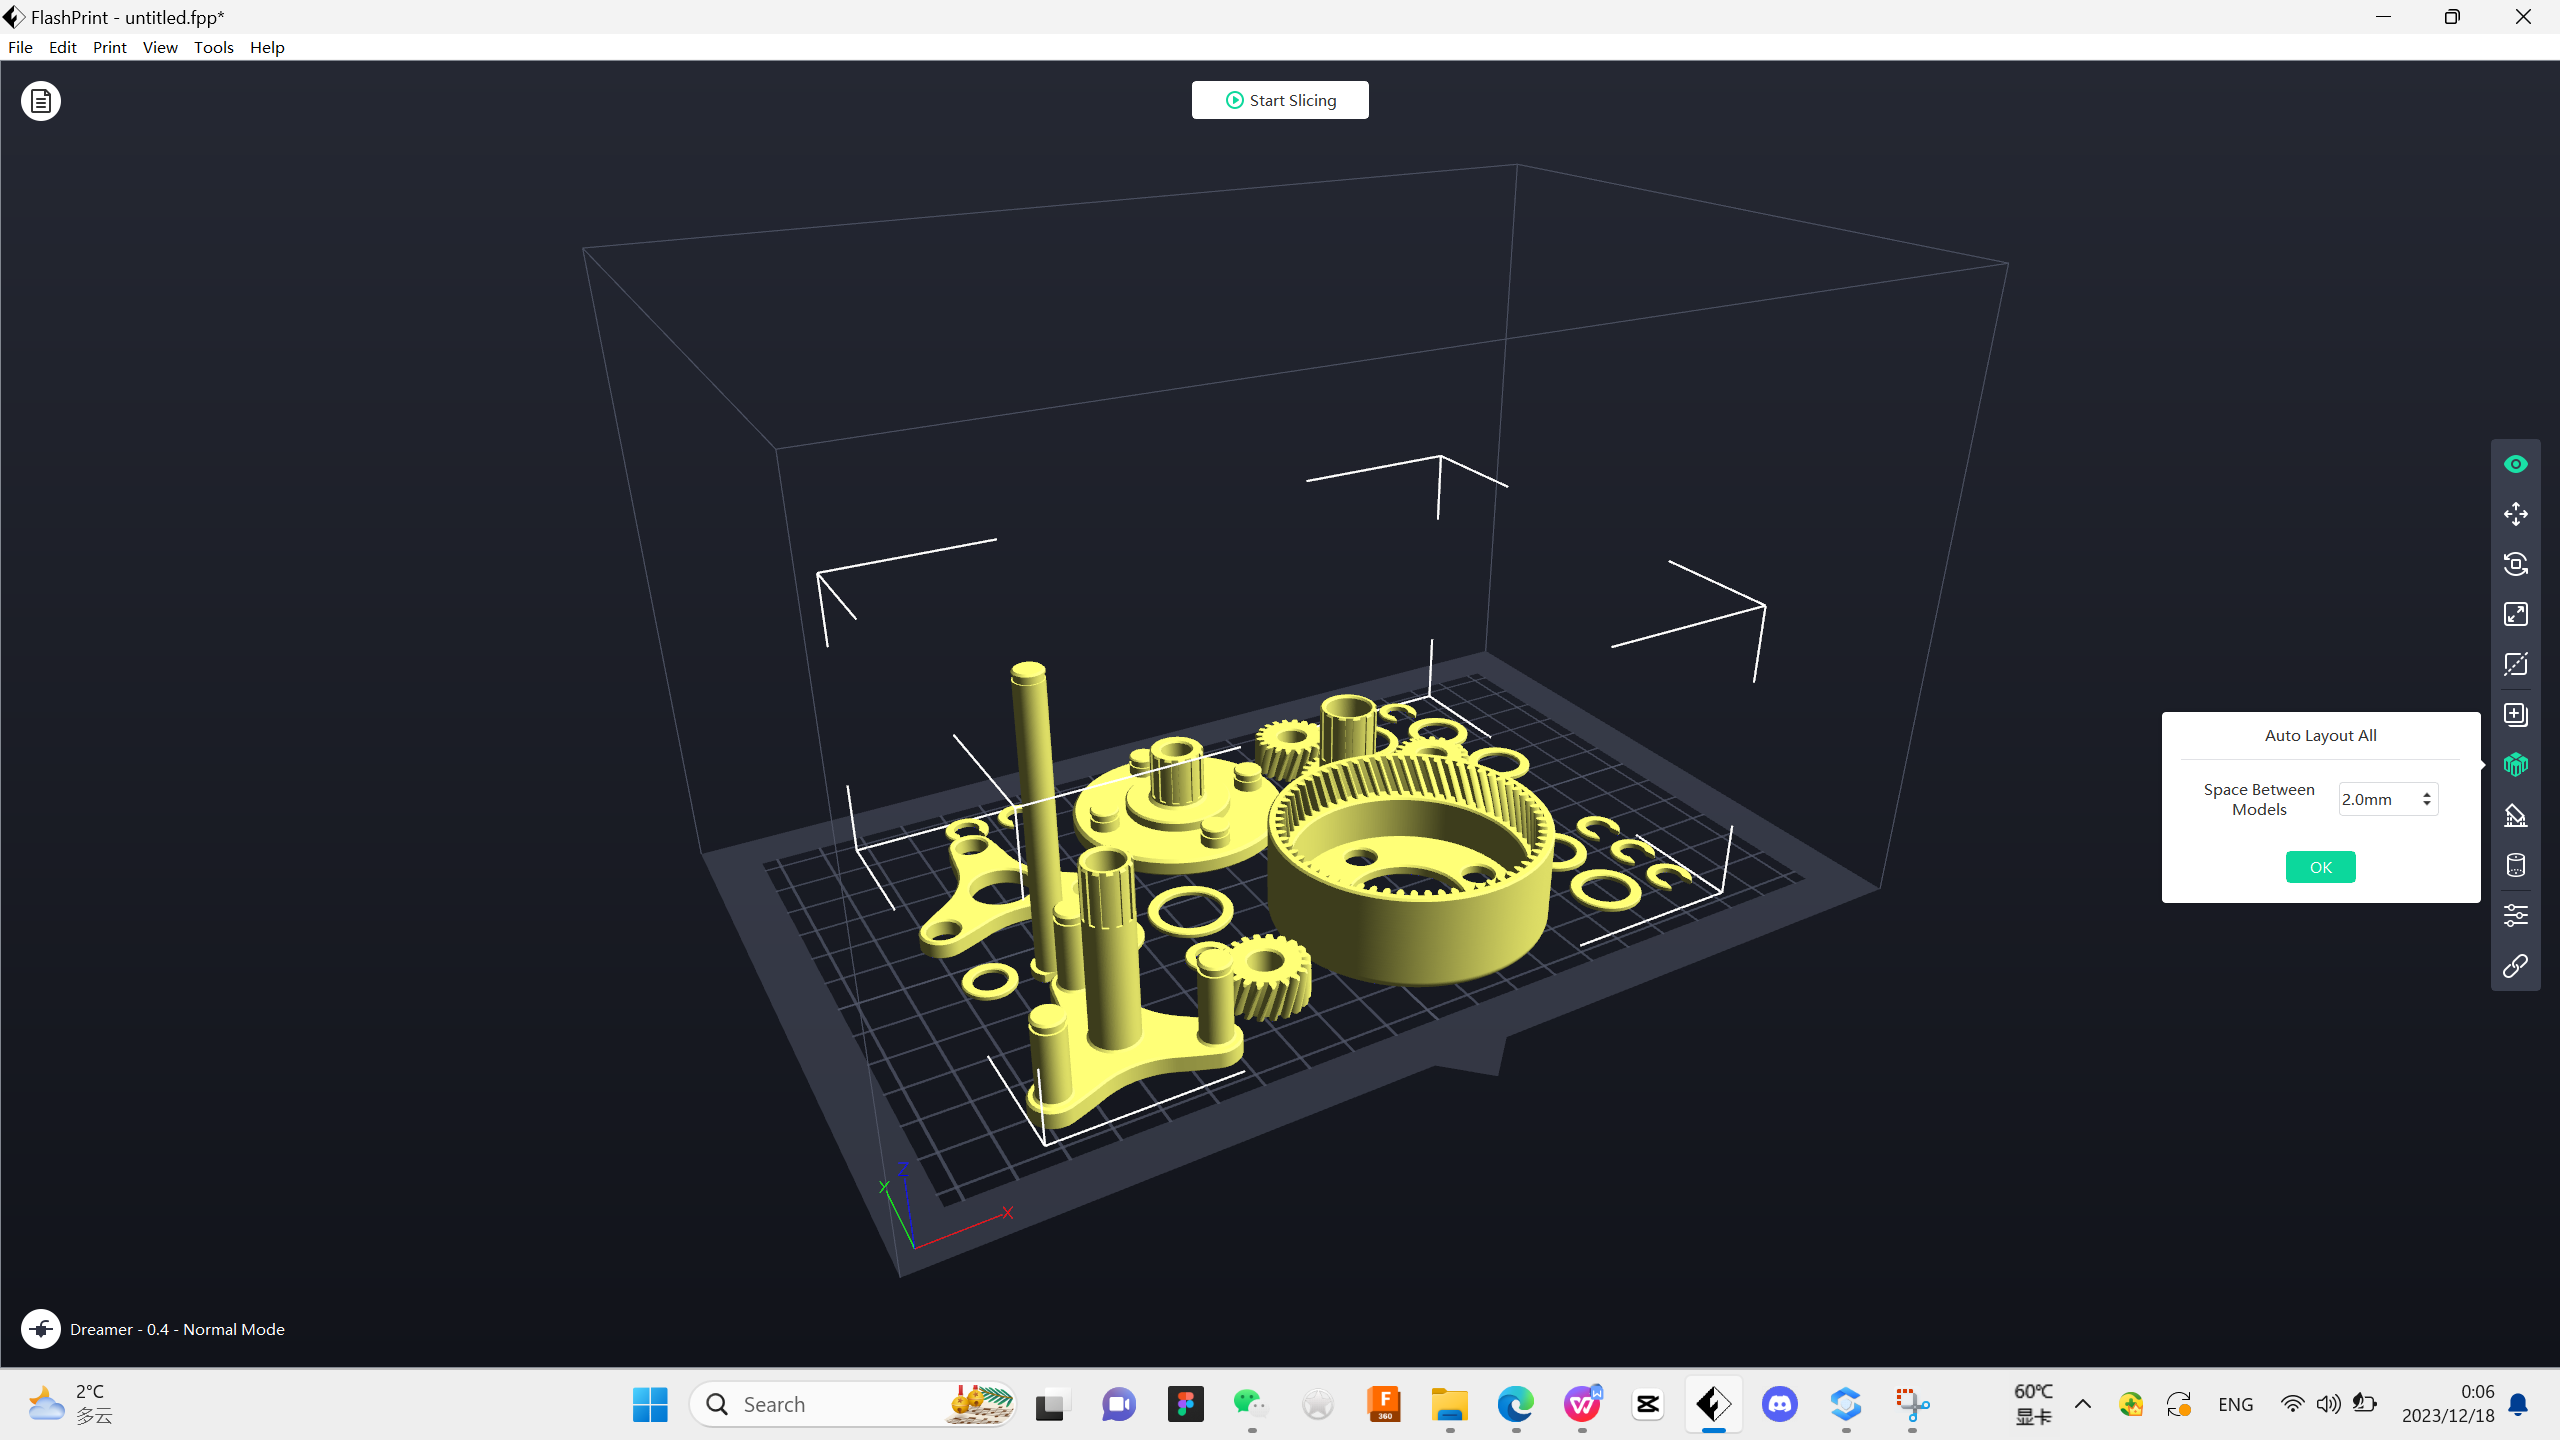 FlashPrint - untitled.fpp*
File Edit Print View Tools Help
Start Slicing
Auto Layout All
Space Between
Models
2.0mm
OK
Z
Y
X
Dreamer - 0.4 - Normal Mode
2°C
多云
Search
F
360
W
60℃
显卡
ENG
0:06
2023/12/18